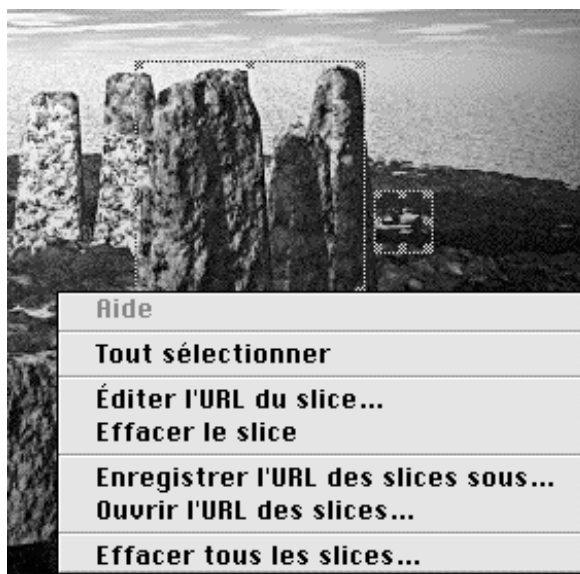 Aide
Tout sélectionner
Éditer l'URL du slice...
Effacer le slice
Enregistrer l'URL des slices sous...
Ouvrir l'URL des slices...
Effacer tous les slices...